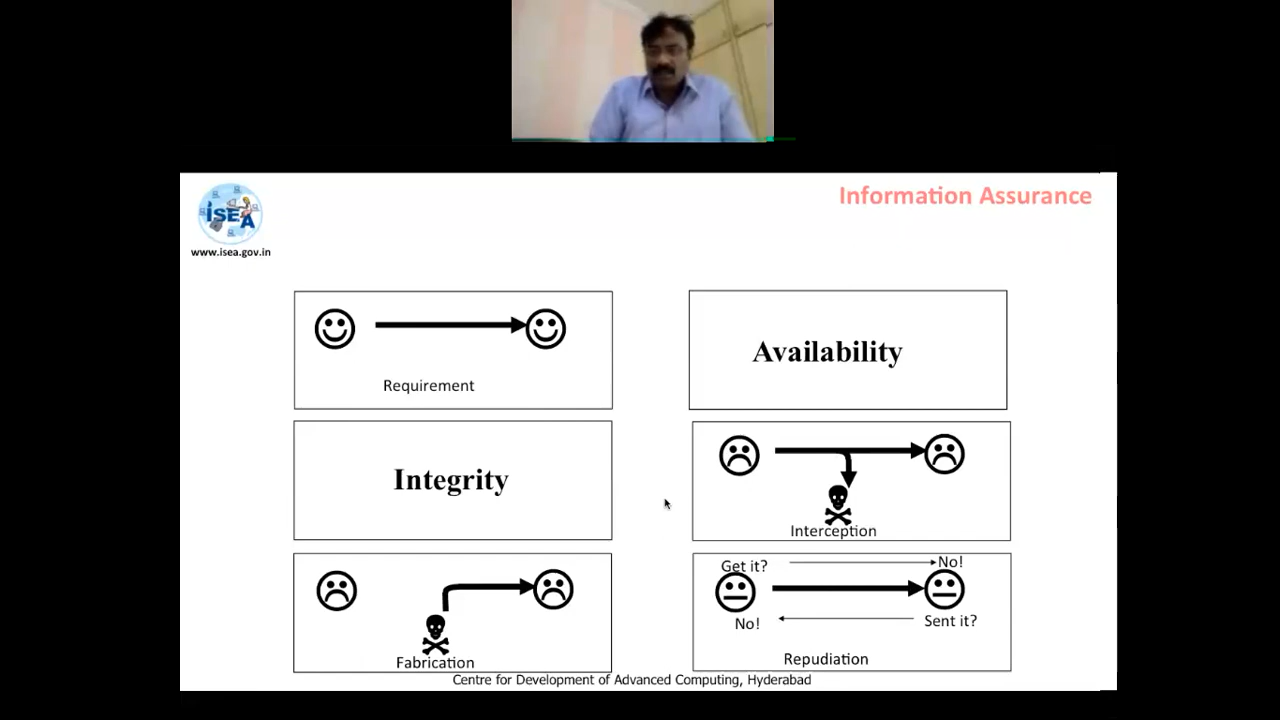 Information Assurance
iSEA
www.isea.gov.in
Requirement
Availability
Integrity
Interception
Fabrication
Get it?
No!
No!
Sent it?
Repudiation
Centre for Development of Advanced Computing, Hyderabad